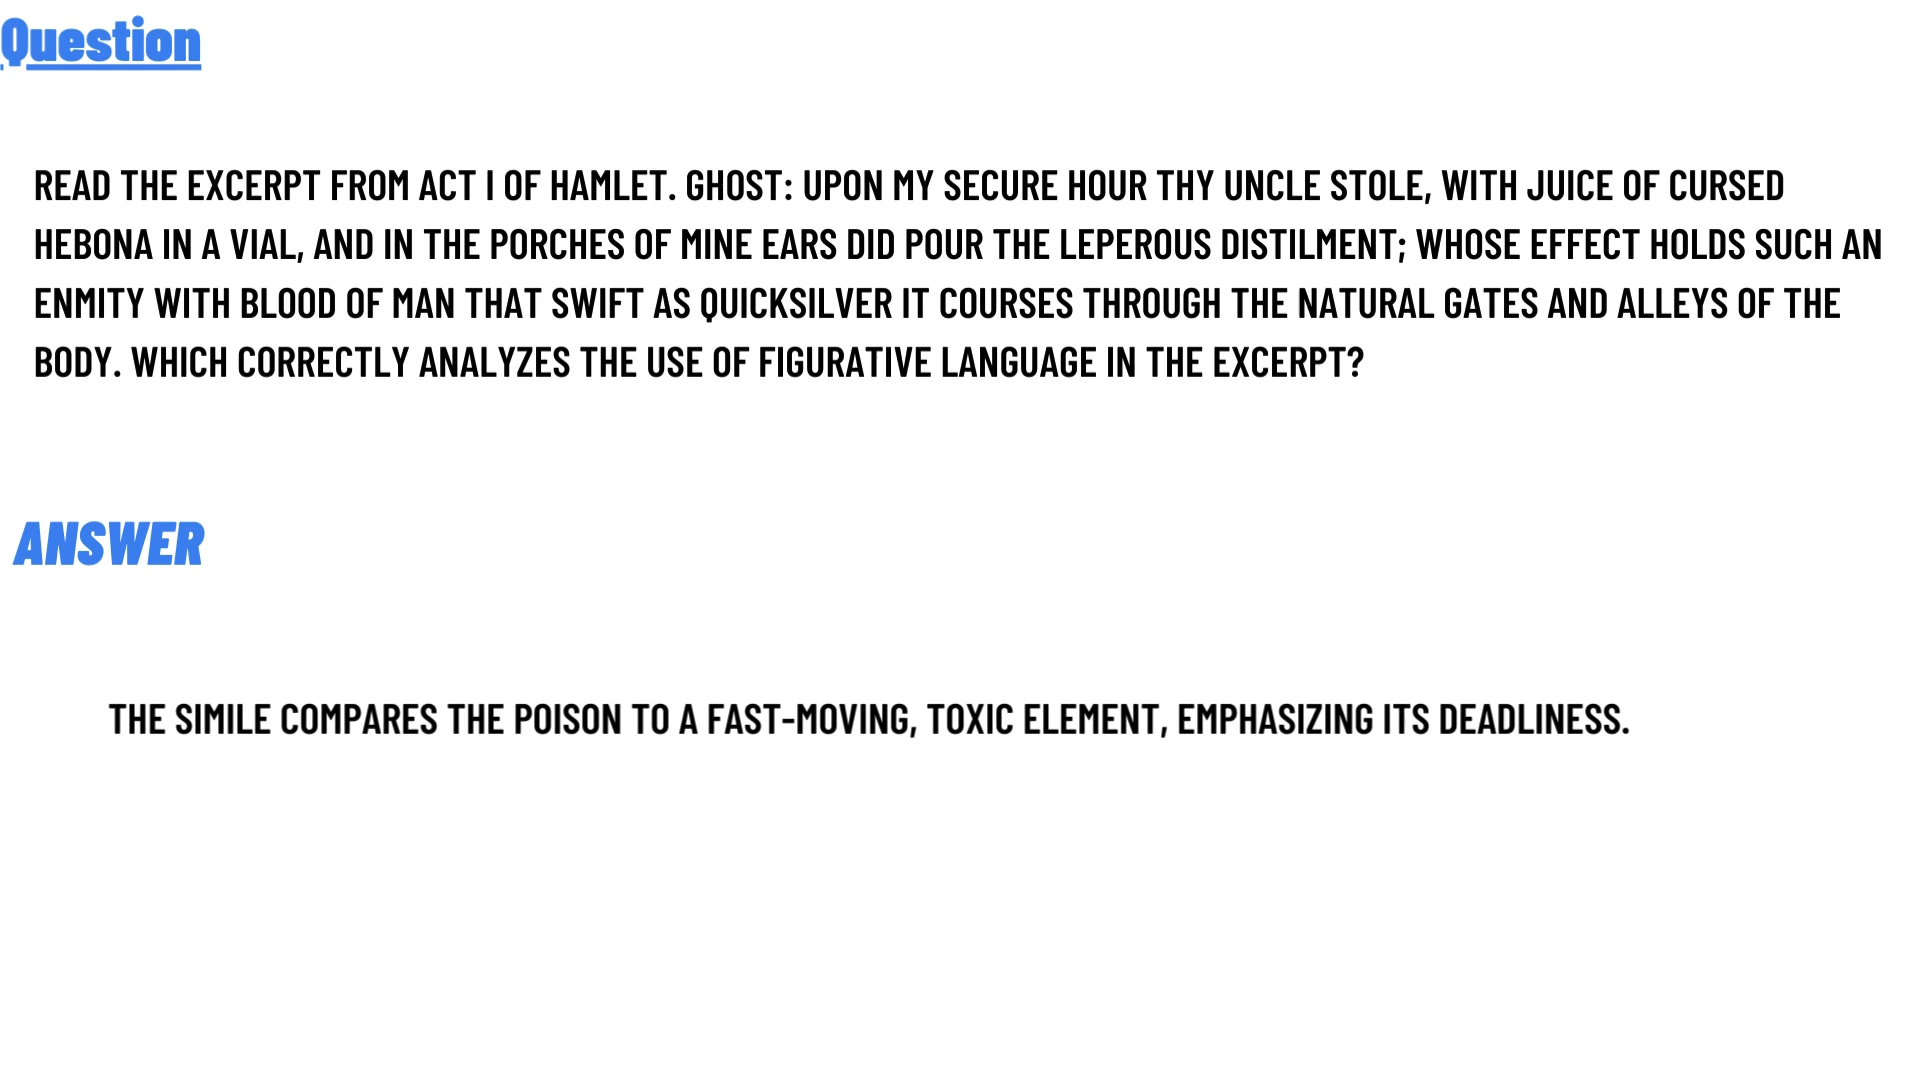 Question
READ THE EXCERPT FROM ACT I OF HAMLET. GHOST: UPON MY SECURE HOUR THY UNCLE STOLE, WITH JUICE OF CURSED
HEBONA IN A VIAL, AND IN THE PORCHES OF MINE EARS DID POUR THE LEPEROUS DISTILMENT; WHOSE EFFECT HOLDS SUCH AN
ENMITY WITH BLOOD OF MAN THAT SWIFT AS QUICKSILVER IT COURSES THROUGH THE NATURAL GATES AND ALLEYS OF THE
BODY. WHICH CORRECTLY ANALYZES THE USE OF FIGURATIVE LANGUAGE IN THE EXCERPT?
ANSWER
THE SIMILE COMPARES THE POISON TO A FAST-MOVING, TOXIC ELEMENT, EMPHASIZING ITS DEADLINESS.